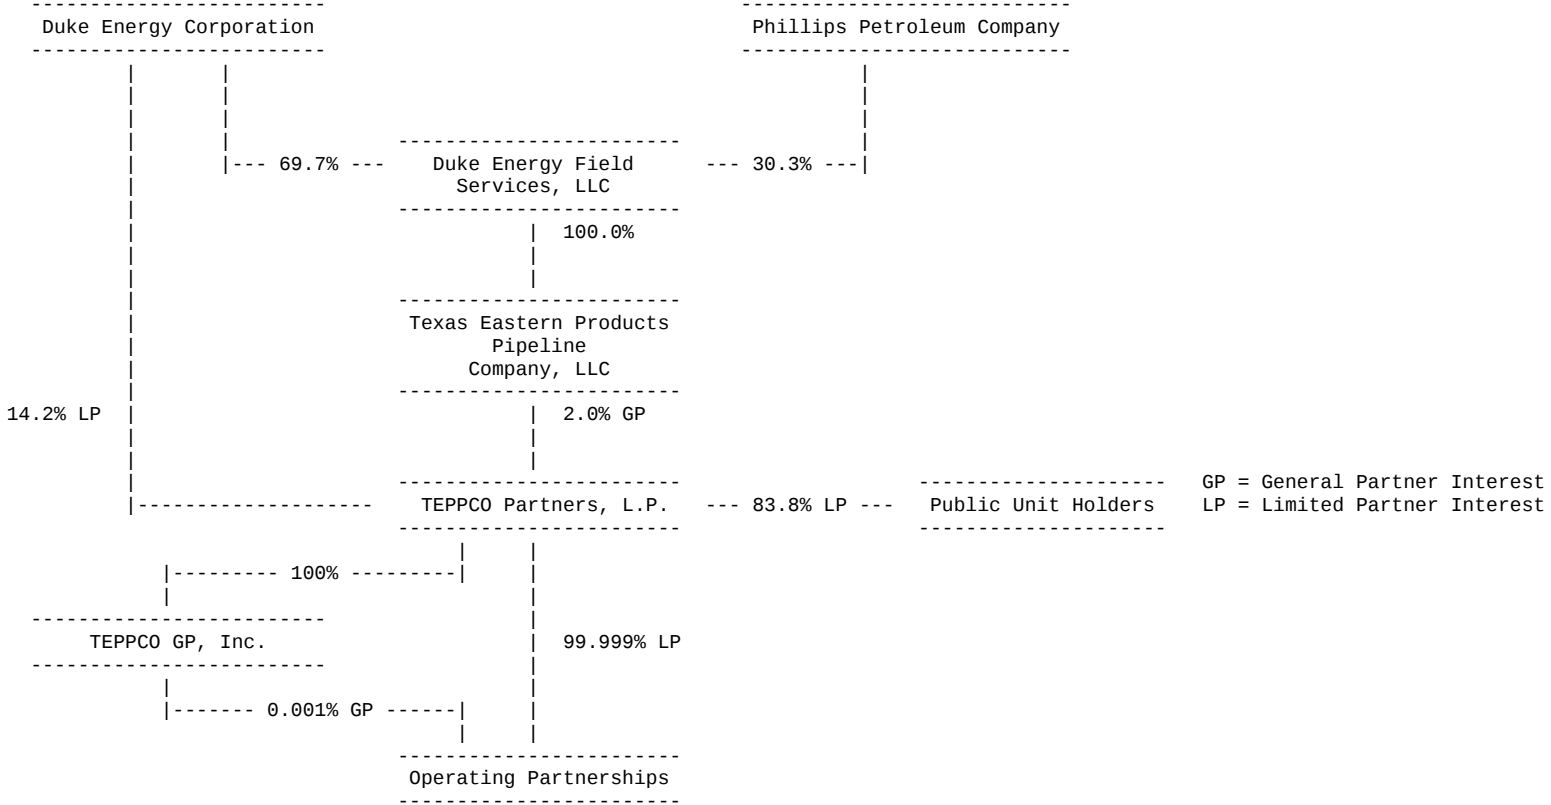 Duke Energy Corporation
Phillips Petroleum Company
69.7%
Duke Energy Field
Services, LLC
30.3%
100.0%
Texas Eastern Products
Pipeline
Company, LLC
14.2% LP
2.0% GP
TEPPCO Partners, L.P.
83.8% LP
Public Unit Holders
GP = General Partner Interest
LP = Limited Partner Interest
100%
TEPPCO GP, Inc.
99.999% LP
0.001% GP
Operating Partnerships